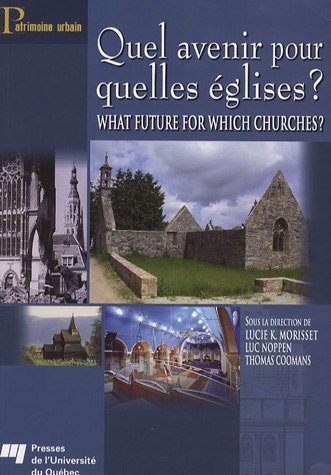 Patrimoine urbain
Quel avenir pour
quelles églises?
WHAT FUTURE FOR WHICH CHURCHES?
SOUS LA DIRECTION DE
LUCIE K. MORISSET
LUC NOPPEN
THOMAS COOMANS
Presses
de l'Université
du Québec